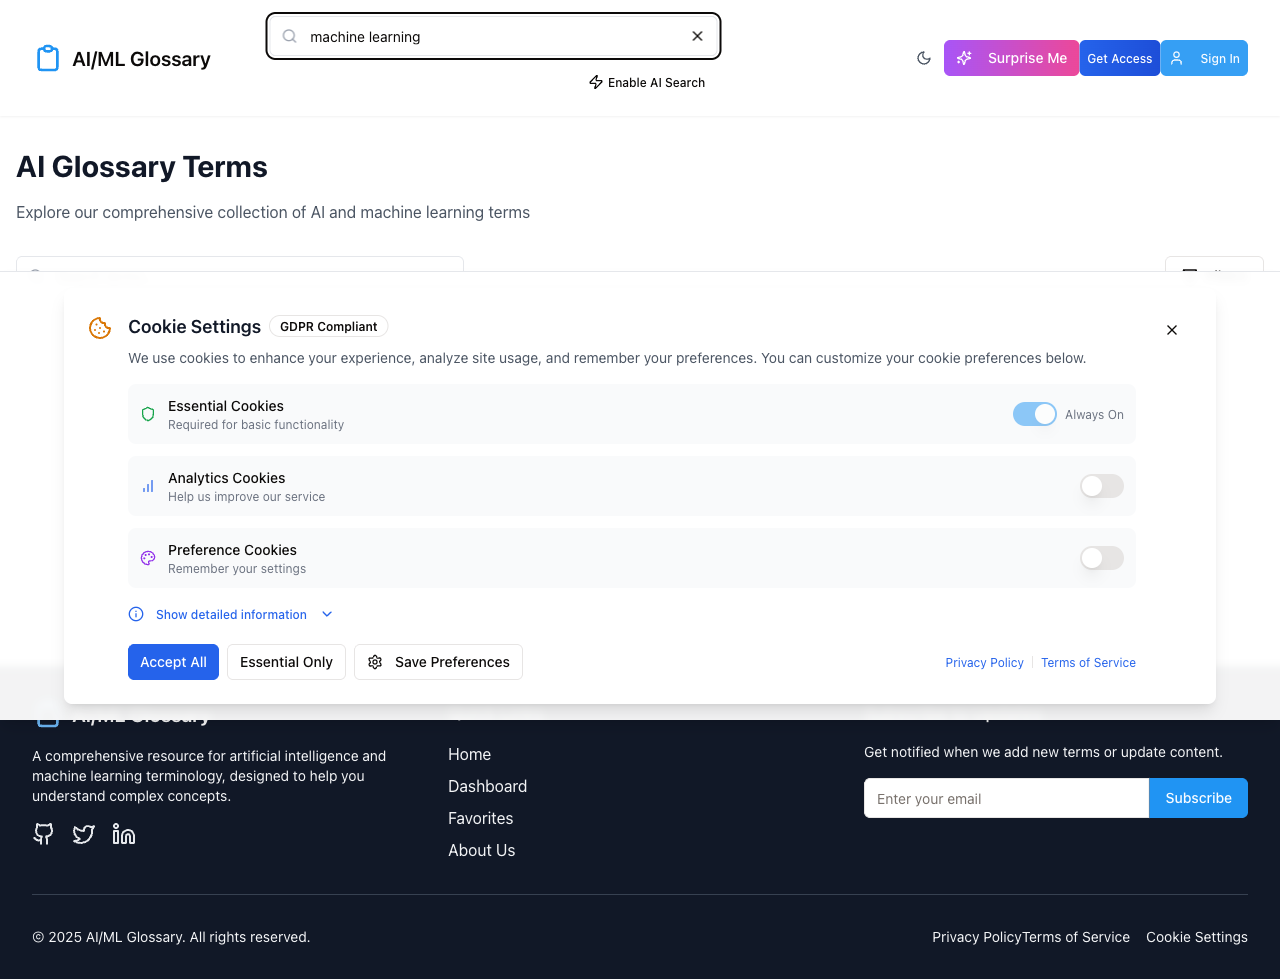 AI/ML Glossary
machine learning
Enable AI Search
Surprise Me
Get Access
Sign In
AI Glossary Terms
Explore our comprehensive collection of AI and machine learning terms
Cookie Settings
GDPR Compliant
We use cookies to enhance your experience, analyze site usage, and remember your preferences. You can customize your cookie preferences below.
Essential Cookies
Required for basic functionality
Always On
Analytics Cookies
Help us improve our service
Preference Cookies
Remember your settings
Show detailed information
Accept All
Essential Only
Save Preferences
Privacy Policy
Terms of Service
AI/ML Glossary
A comprehensive resource for artificial intelligence and
machine learning terminology, designed to help you
understand complex concepts.
Home
Dashboard
Favorites
About Us
Get notified when we add new terms or update content.
Enter your email
Subscribe
© 2025 AI/ML Glossary. All rights reserved.
Privacy Policy
Terms of Service
Cookie Settings